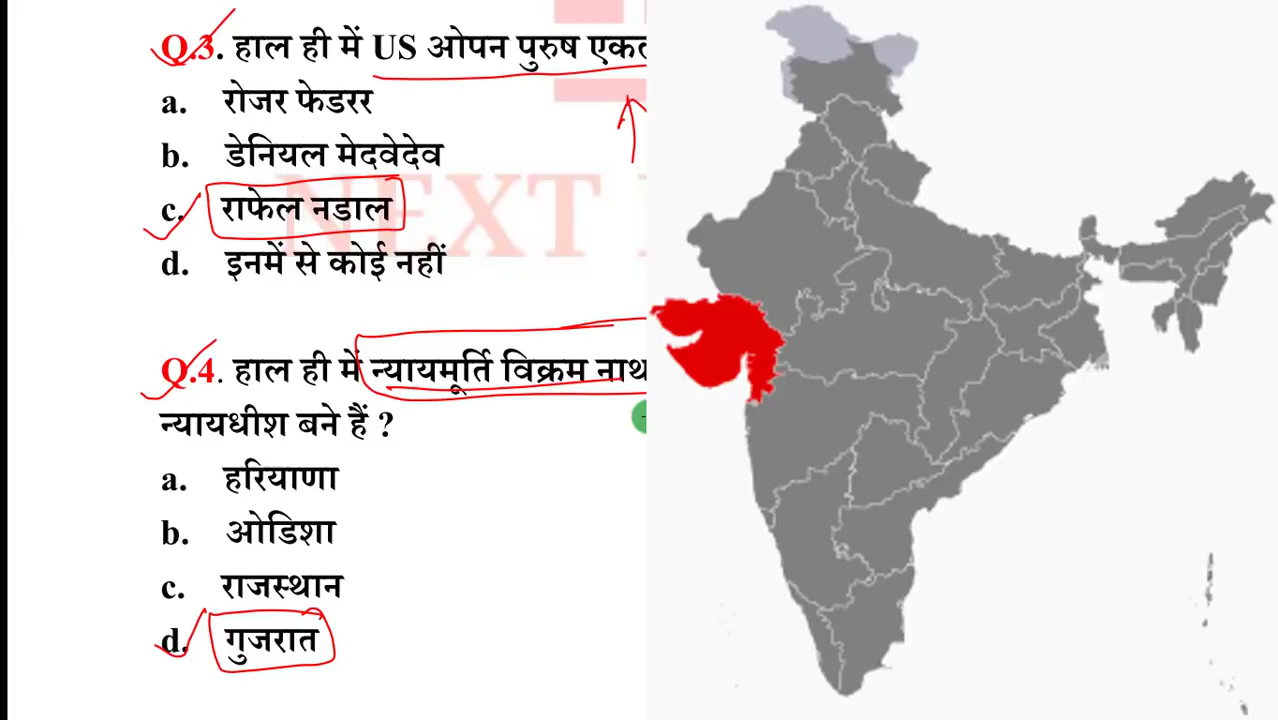 Q.3. हाल ही में US ओपन पुरुष एकल
a. रोजर फेडरर
b. डेनियल मेदवेदेव
c. राफेल नडाल
d. इनमें से कोई नहीं
NEXT
Q.4. हाल ही में न्यायमूर्ति विक्रम नाथ
न्यायधीश बने हैं ?
a. हरियाणा
b. ओडिशा
c. राजस्थान
d. गुजरात